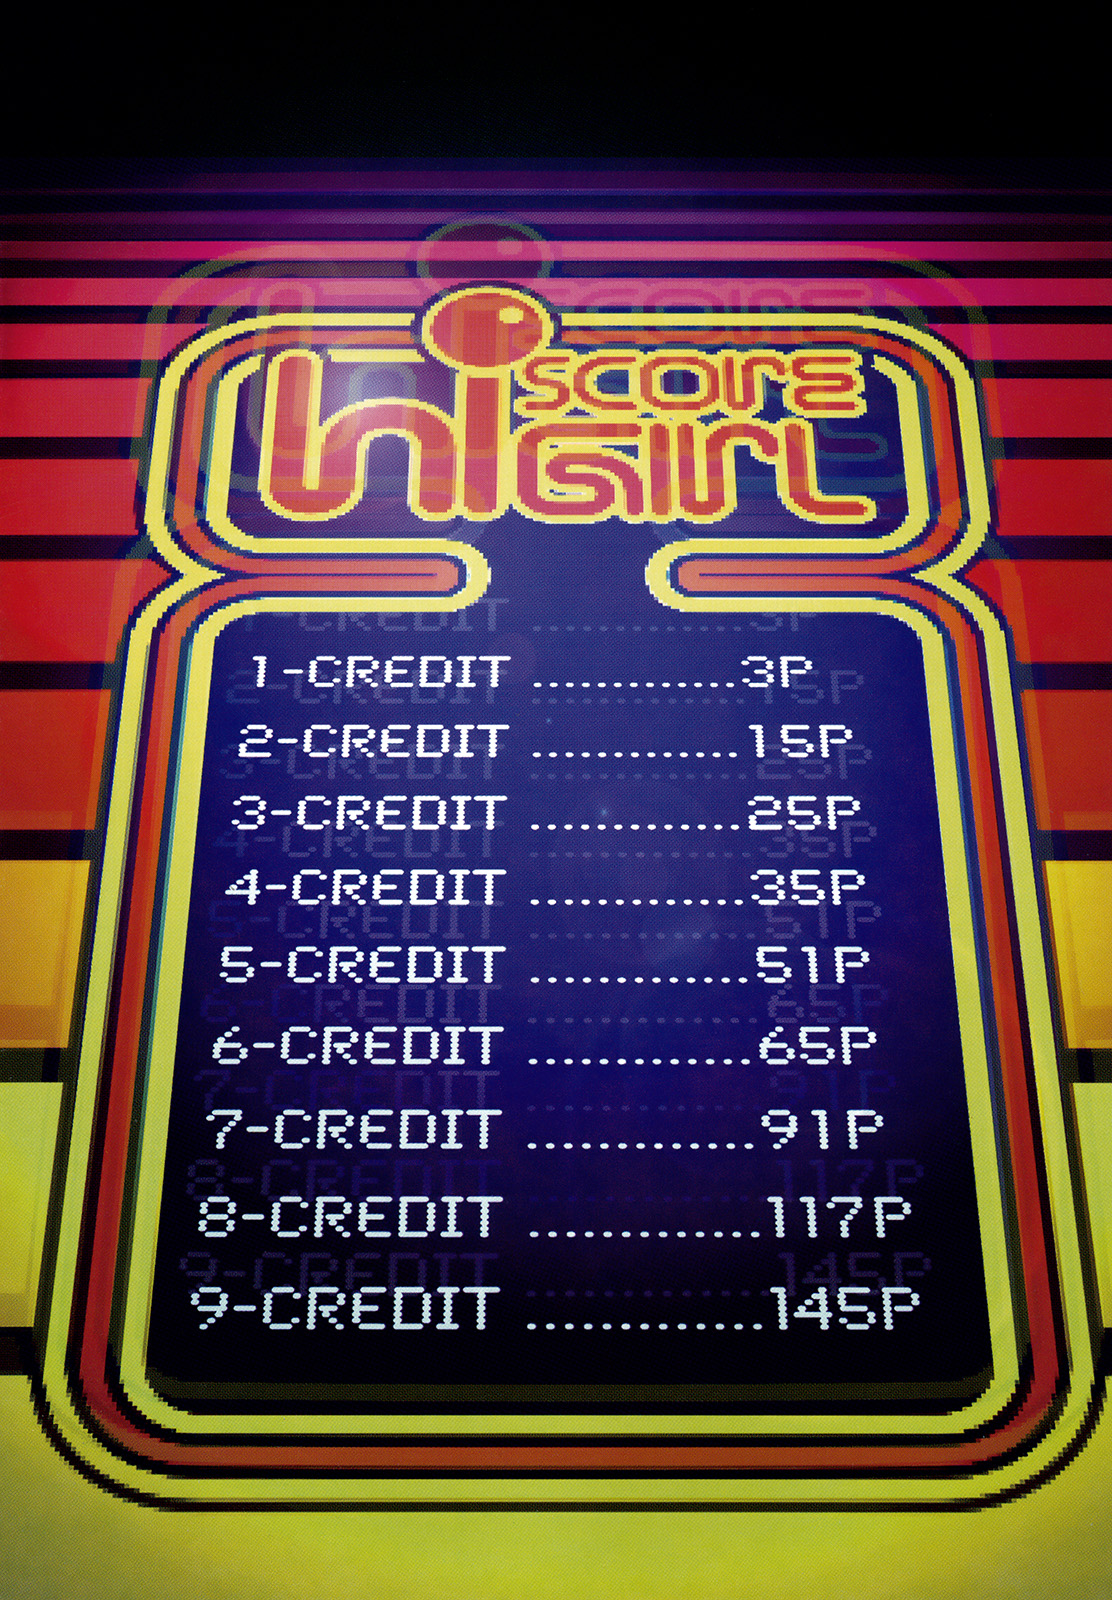 hi SCORE
GIRL
1-CREDIT .............3P
2-CREDIT ............. 15P
3-CREDIT .............25P
4-CREDIT .............35P
5-CREDIT .............51P
6-CREDIT .............65P
7-CREDIT .............91P
8-CREDIT .............117P
9-CREDIT .............145P